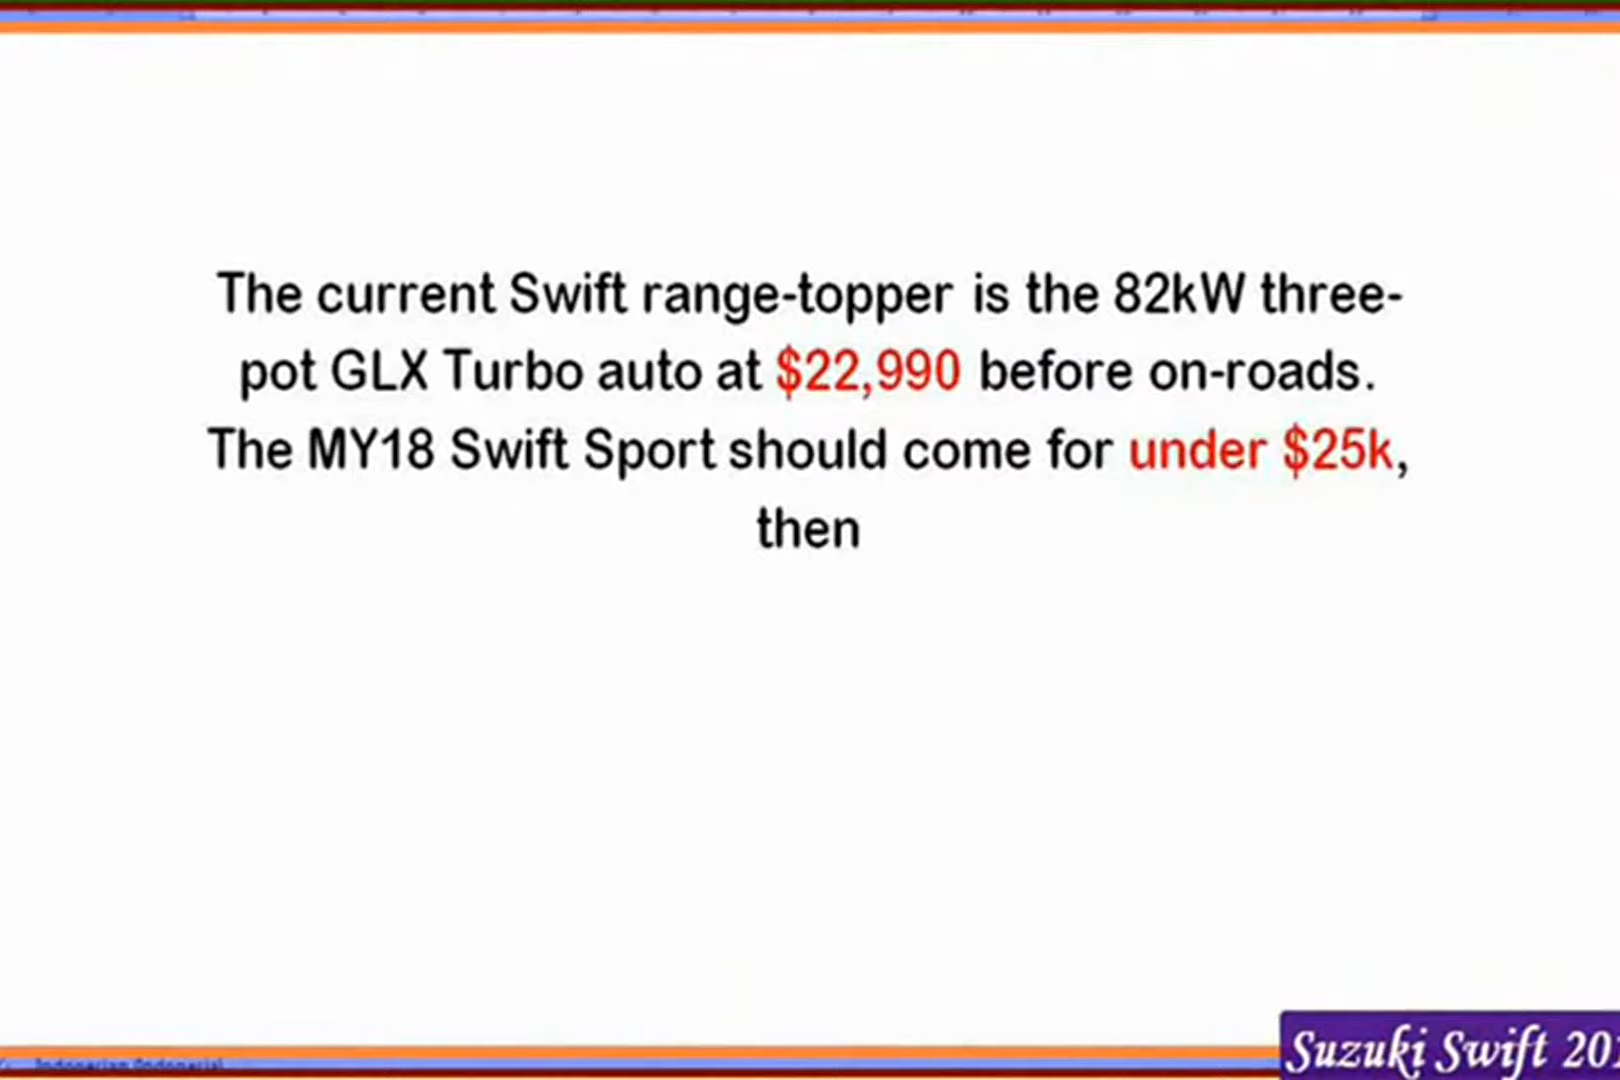 The current Swift range-topper is the 82kW three-
pot GLX Turbo auto at $22,990 before on-roads.
The MY18 Swift Sport should come for under $25k,
then
Suzuki Swift 201